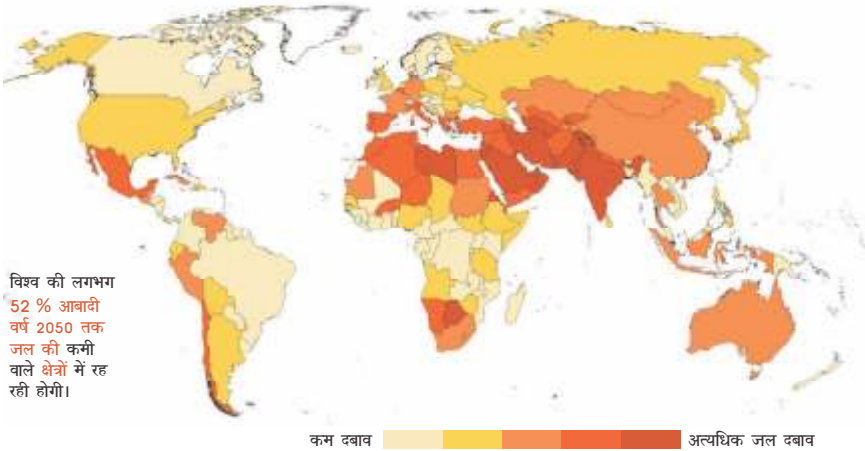 विश्व की लगभग
52 % आबादी
वर्ष 2050 तक
जल की कमी
वाले क्षेत्रों में रह
रही होगी।
कम दबाव
अत्यधिक जल दबाव